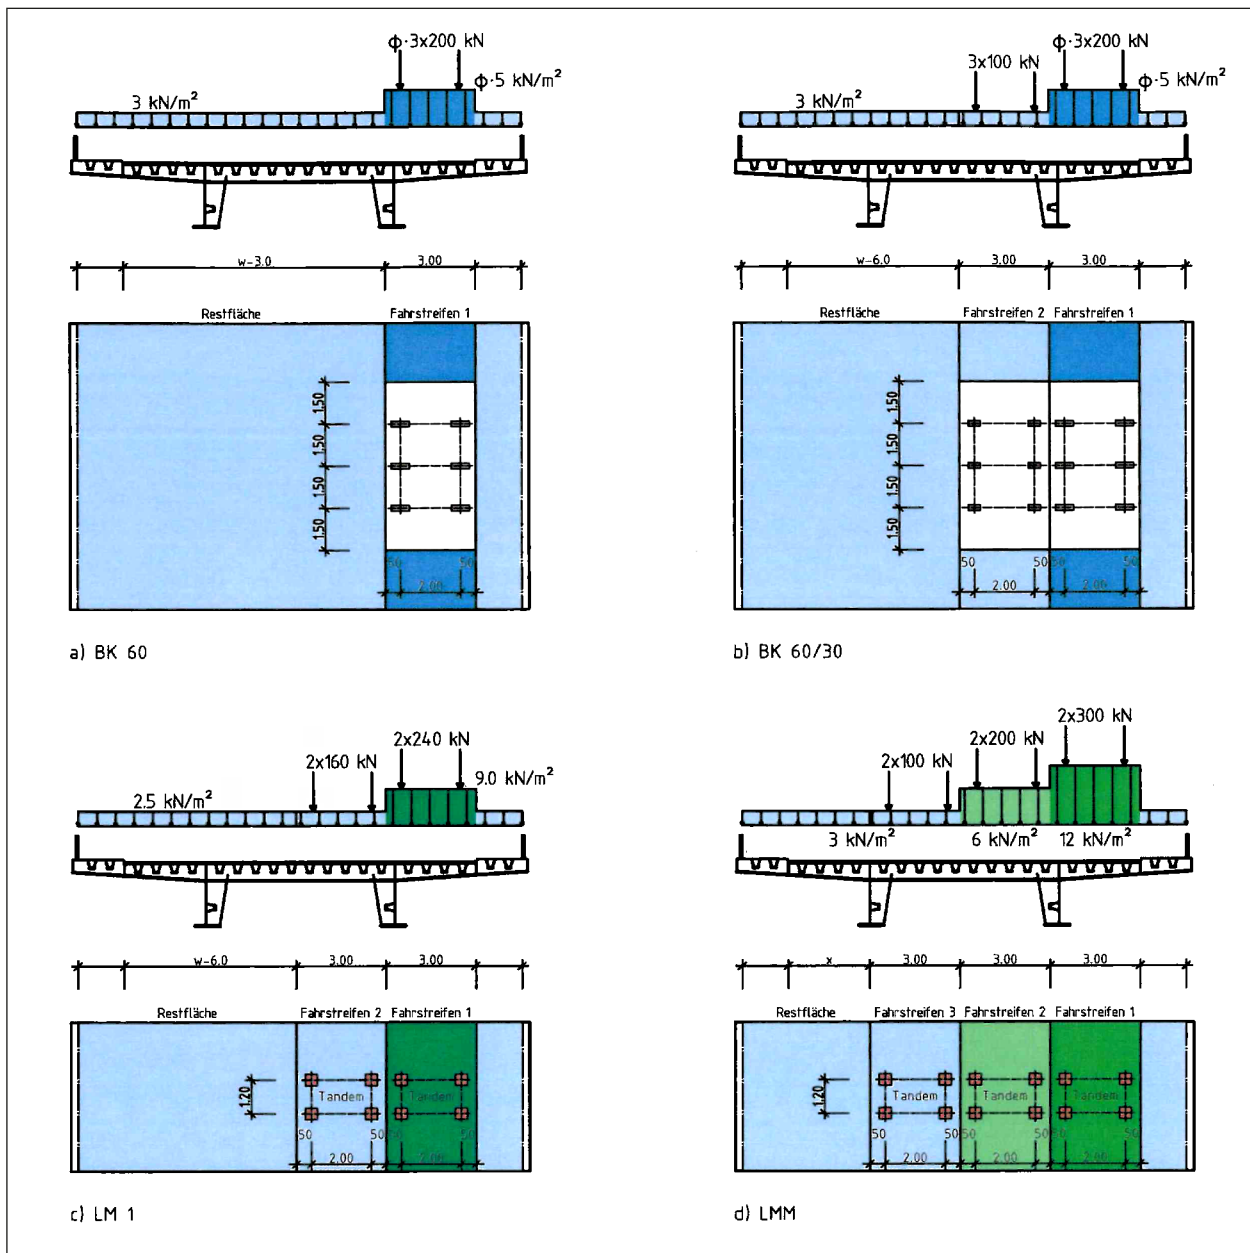 ϕ·3x200 kN
ϕ·5 kN/m²
3 kN/m²
w-3.0
3.00
Restfläche
Fahrstreifen 1
1.50
1.50
1.50
1.50
50
50
2.00
a) BK 60
ϕ·3x200 kN
3x100 kN
ϕ·5 kN/m²
3 kN/m²
w-6.0
3.00
3.00
Restfläche
Fahrstreifen 2
Fahrstreifen 1
1.50
1.50
1.50
1.50
50
50
50
50
2.00
2.00
b) BK 60/30
2x240 kN
2x160 kN
9.0 kN/m²
2.5 kN/m²
w-6.0
3.00
3.00
Restfläche
Fahrstreifen 2
Fahrstreifen 1
1.20
Tandem
Tandem
50
50
50
50
2.00
2.00
c) LM 1
2x300 kN
2x200 kN
2x100 kN
3 kN/m²
6 kN/m²
12 kN/m²
x
3.00
3.00
3.00
Restfläche
Fahrstreifen 3
Fahrstreifen 2
Fahrstreifen 1
1.20
Tandem
Tandem
Tandem
50
50
50
50
50
50
2.00
2.00
2.00
d) LMM